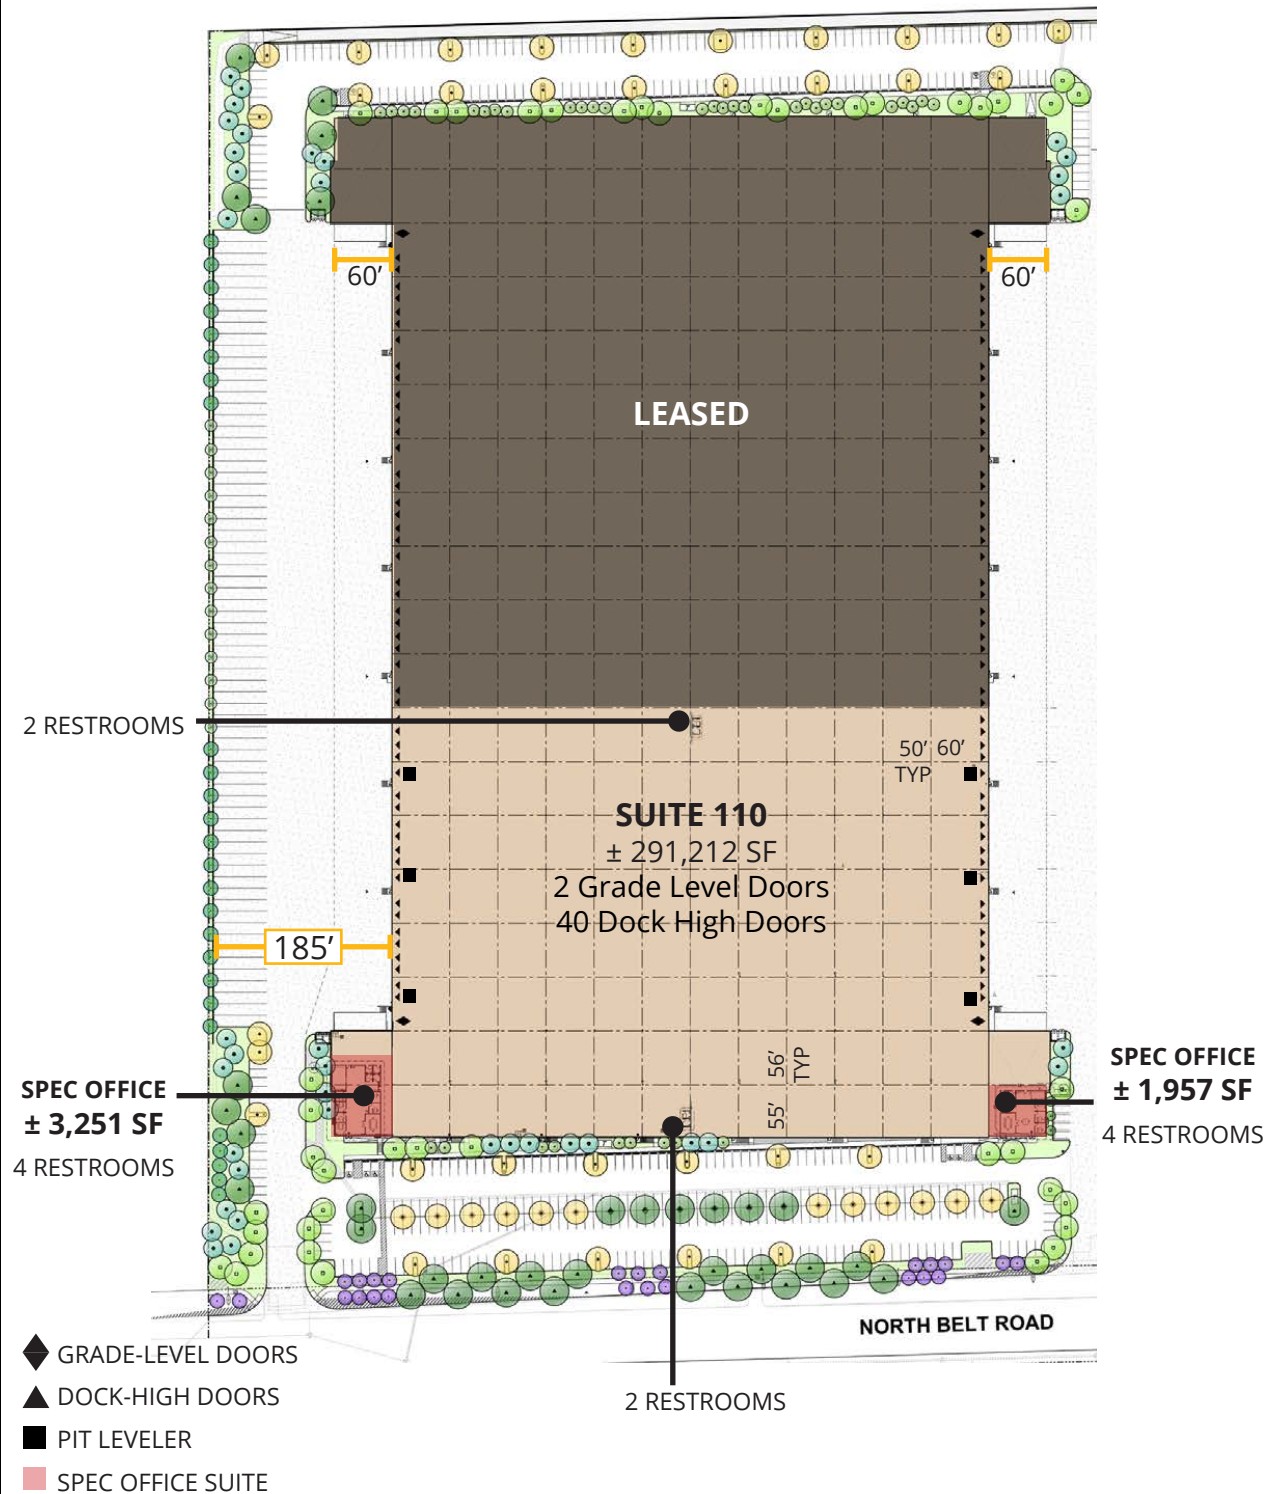 60’
60’
LEASED
2 RESTROOMS
50’ 60’
TYP
SUITE 110
± 291,212 SF
2 Grade Level Doors
40 Dock High Doors
185’
56’
TYP
55’
SPEC OFFICE
± 3,251 SF
4 RESTROOMS
SPEC OFFICE
± 1,957 SF
4 RESTROOMS
NORTH BELT ROAD
2 RESTROOMS
GRADE-LEVEL DOORS
DOCK-HIGH DOORS
PIT LEVELER
SPEC OFFICE SUITE